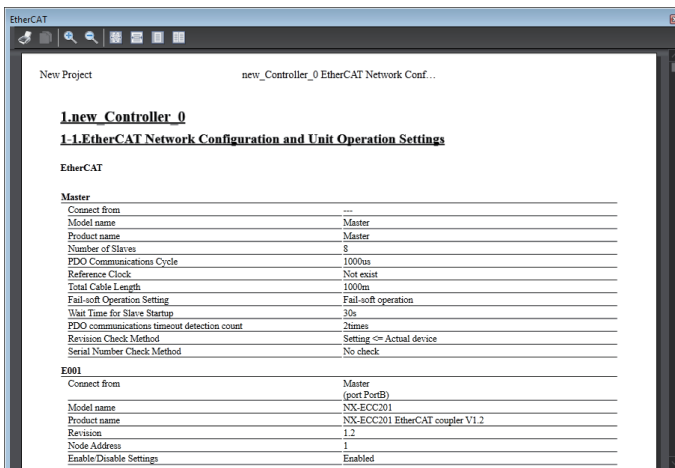 EtherCAT
New Project new_Controller_0 EtherCAT Network Conf…
1.new_Controller_0
1-1.EtherCAT Network Configuration and Unit Operation Settings
EtherCAT
Master
Connect from ---
Model name Master
Product name Master
Number of Slaves 8
PDO Communications Cycle 1000us
Reference Clock Not exist
Total Cable Length 1000m
Fail-soft Operation Setting Fail-soft operation
Wait Time for Slave Startup 30s
PDO communications timeout detection count 2times
Revision Check Method Setting <= Actual device
Serial Number Check Method No check
E001
Connect from Master
(port PortB)
Model name NX-ECC201
Product name NX-ECC201 EtherCAT coupler V1.2
Revision 1.2
Node Address 1
Enable/Disable Settings Enabled